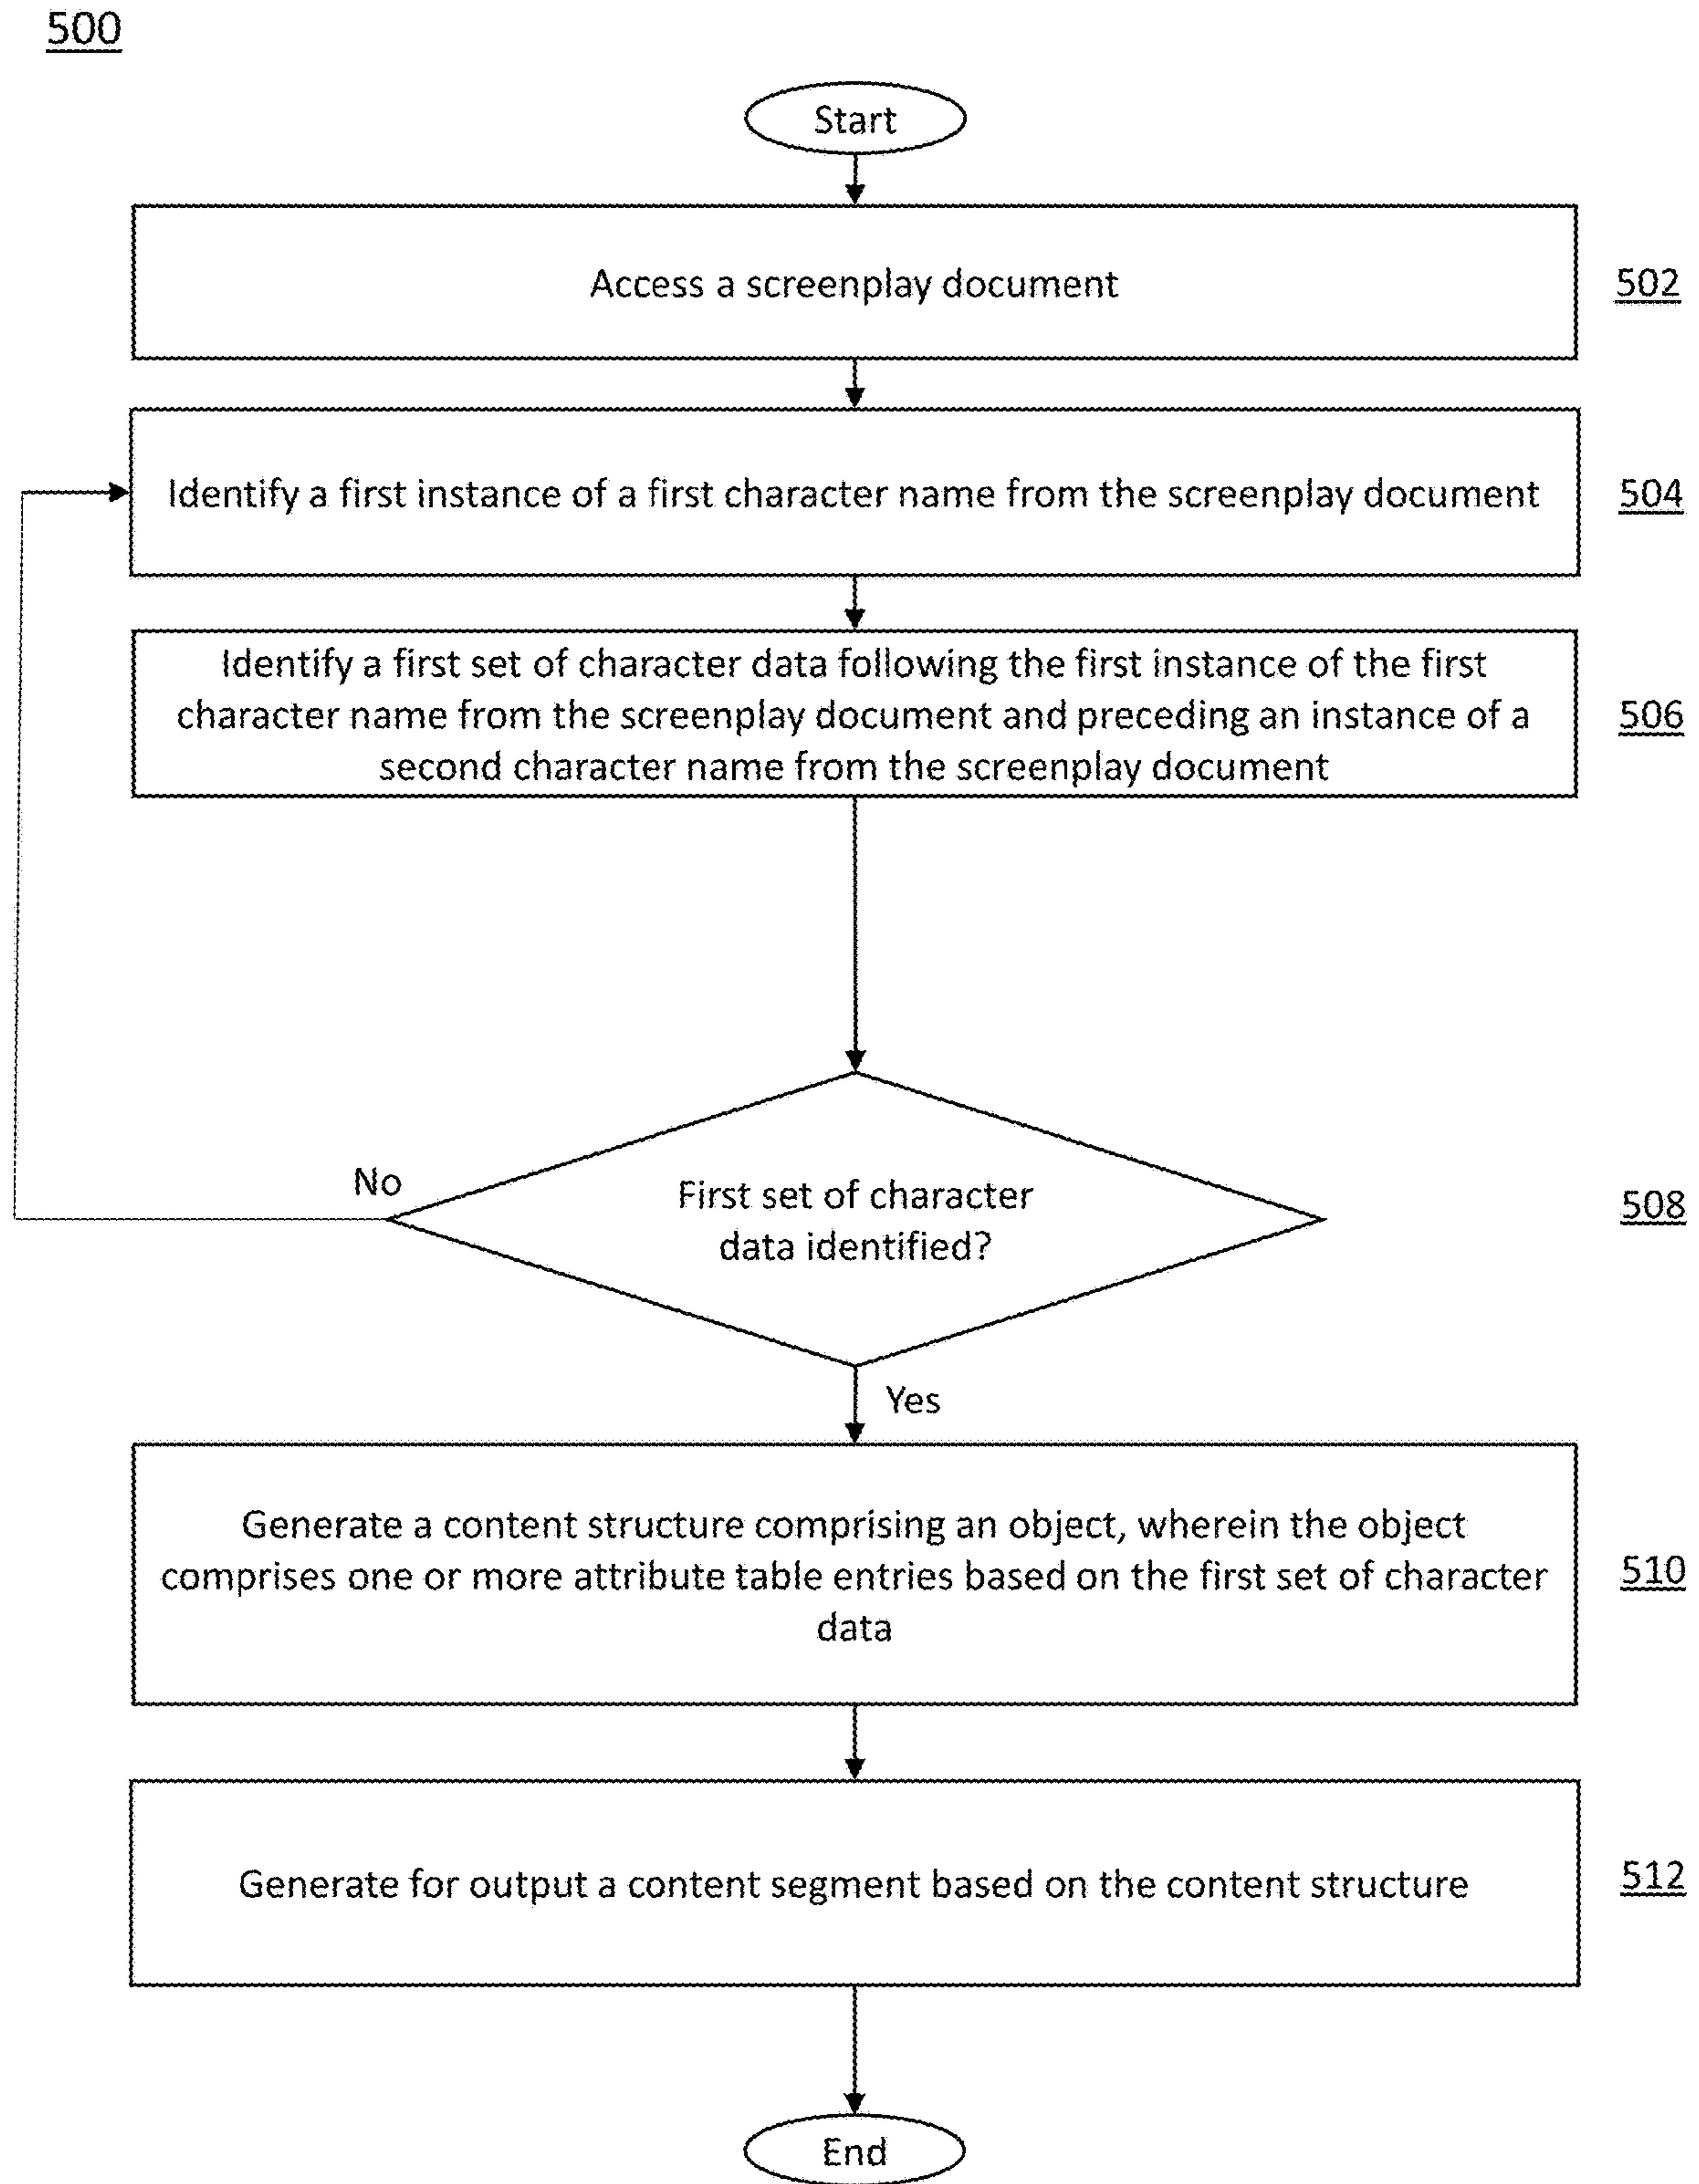 500
Start
Access a screenplay document
502
Identify a first instance of a first character name from the screenplay document
504
Identify a first set of character data following the first instance of the first
character name from the screenplay document and preceding an instance of a
second character name from the screenplay document
506
No
First set of character
data identified?
508
Yes
Generate a content structure comprising an object, wherein the object
comprises one or more attribute table entries based on the first set of character
data
510
Generate for output a content segment based on the content structure
512
End